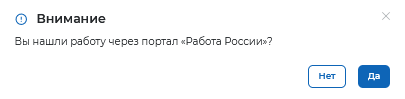 Внимание
Вы нашли работу через портал «Работа России»?
Нет
Да